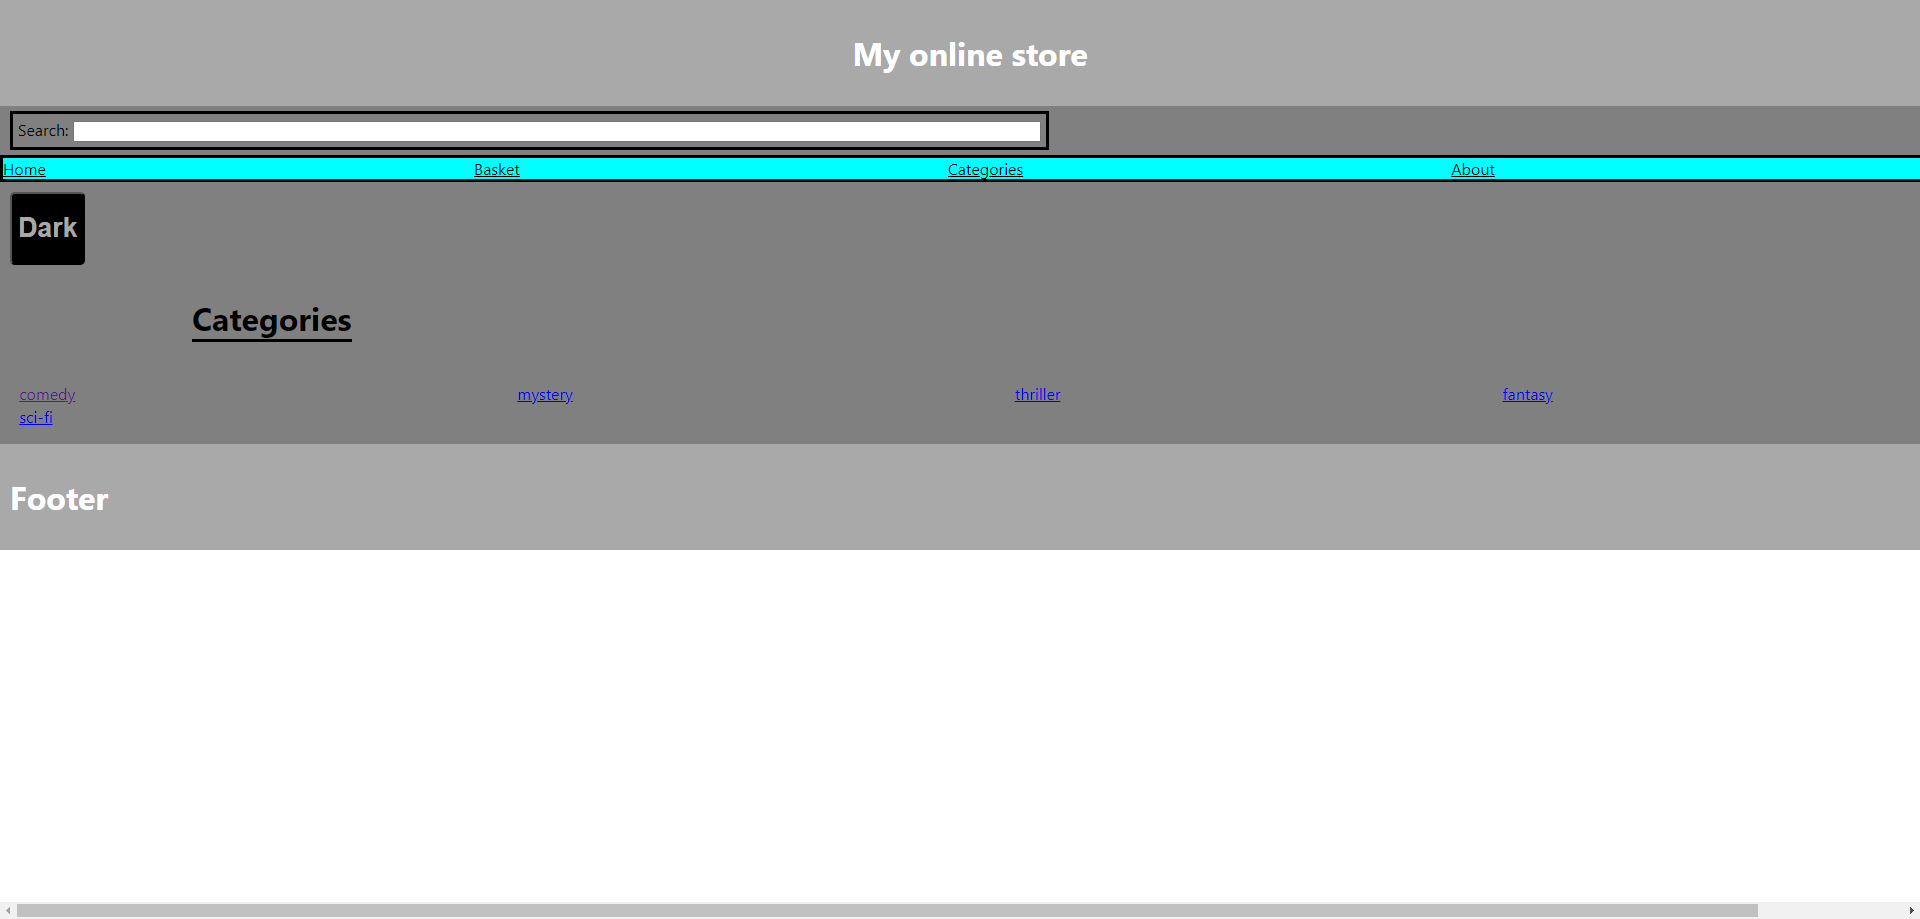 My online store
Search:
Home Basket Categories About
Dark
Categories
comedy mystery thriller fantasy
sci-fi
Footer